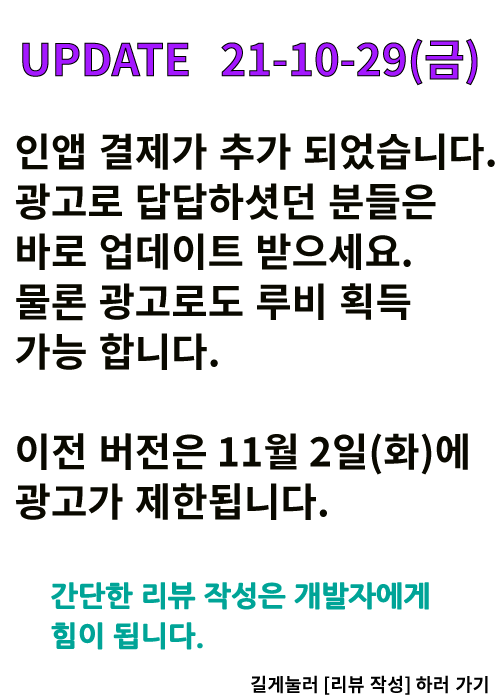 UPDATE 21-10-29(금)
인앱 결제가 추가 되었습니다.
광고로 답답하셧던 분들은
바로 업데이트 받으세요.
물론 광고로도 루비 획득
가능 합니다.
이전 버전은 11월 2일(화)에
광고가 제한됩니다.
간단한 리뷰 작성은 개발자에게
힘이 됩니다.
길게눌러 [리뷰 작성] 하러 가기